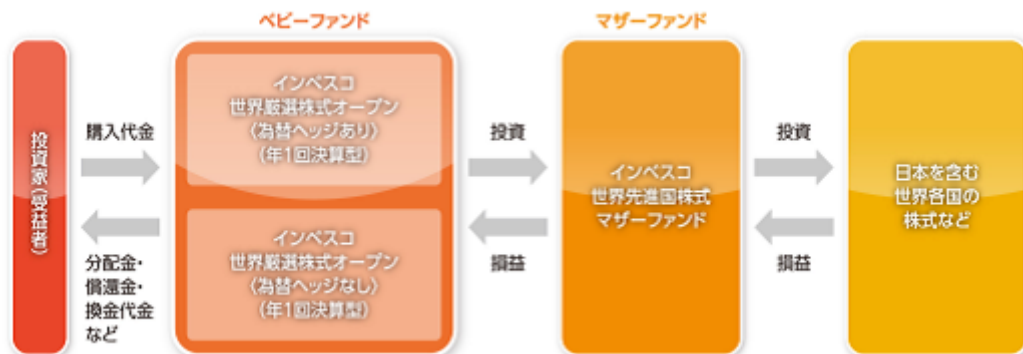 ベビーファンド
マザーファンド
投資家(受益者)
購入代金
分配金・
償還金・
換金代金
など
インベスコ
世界厳選株式オープン
〈為替ヘッジあり〉
(年1回決算型)
インベスコ
世界厳選株式オープン
〈為替ヘッジなし〉
(年1回決算型)
投資
損益
インベスコ
世界先進国株式
マザーファンド
投資
損益
日本を含む
世界各国の
株式など